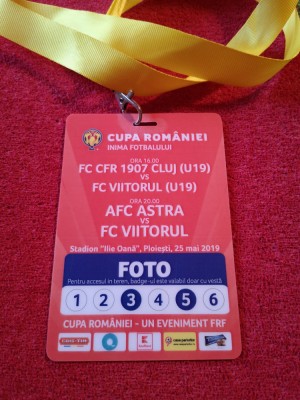 CUPA ROMÂNIEI
INIMA FOTBALULUI
ORA 16,00
FC CFR 1907 CLUJ (U19)
VS
FC VIITORUL (U19)
ORA 20,00
AFC ASTRA
VS
FC VIITORUL
Stadion "Ilie Oană", Ploiești, 25 mai 2019
FOTO
Pentru accesul in teren, badge-ul este valabil doar cu vestă
1 2 3 4 5 6
CUPA ROMÂNIEI - UN EVENIMENT FRF
Kaufland